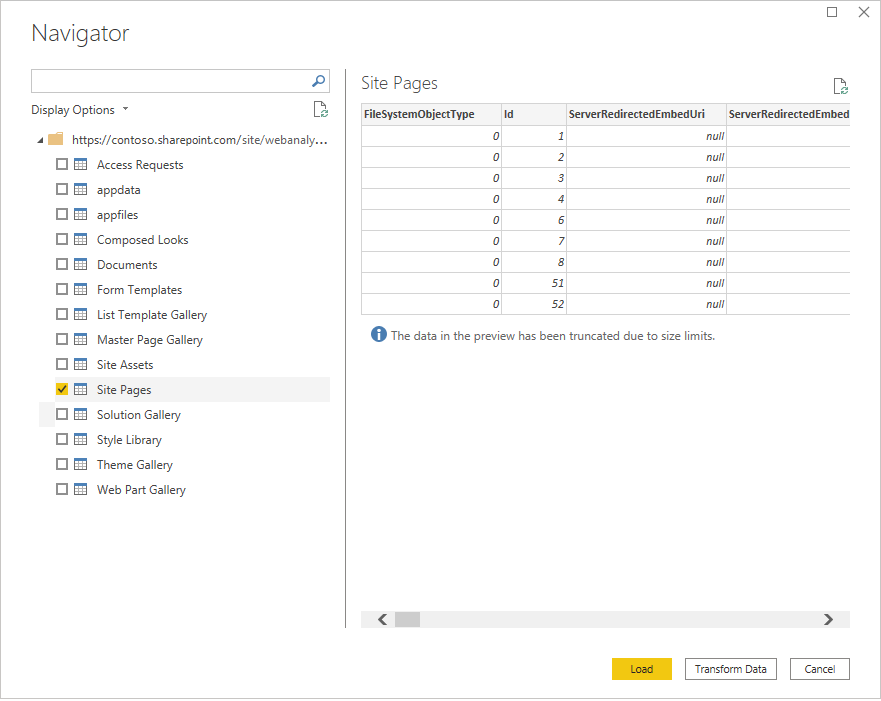 Navigator
Display Options
https://contoso.sharepoint.com/site/webanaly...
Access Requests
appdata
appfiles
Composed Looks
Documents
Form Templates
List Template Gallery
Master Page Gallery
Site Assets
Site Pages
Solution Gallery
Style Library
Theme Gallery
Web Part Gallery
Site Pages
FileSystemObjectType Id ServerRedirectedEmbedUri ServerRedirectedEmbed
0 1 null
0 2 null
0 3 null
0 4 null
0 6 null
0 7 null
0 8 null
0 51 null
0 52 null
The data in the preview has been truncated due to size limits.
Load Transform Data Cancel